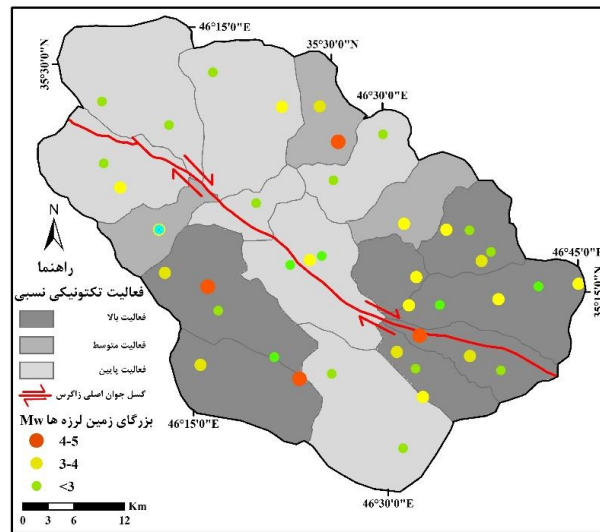 46°15'0"E
35°30'0"N
35°30'0"N
46°30'0"E
46°45'0"E
35°15'0"N
N
راهنما
فعالیت تکتونیکی نسبی
فعالیت بالا
فعالیت متوسط
فعالیت پایین
گسل جوان اصلی زاگرس
بزرگای زمین لرزه ها Mw
4-5
3-4
<3
46°15'0"E
46°30'0"E
Km
0 3 6 12